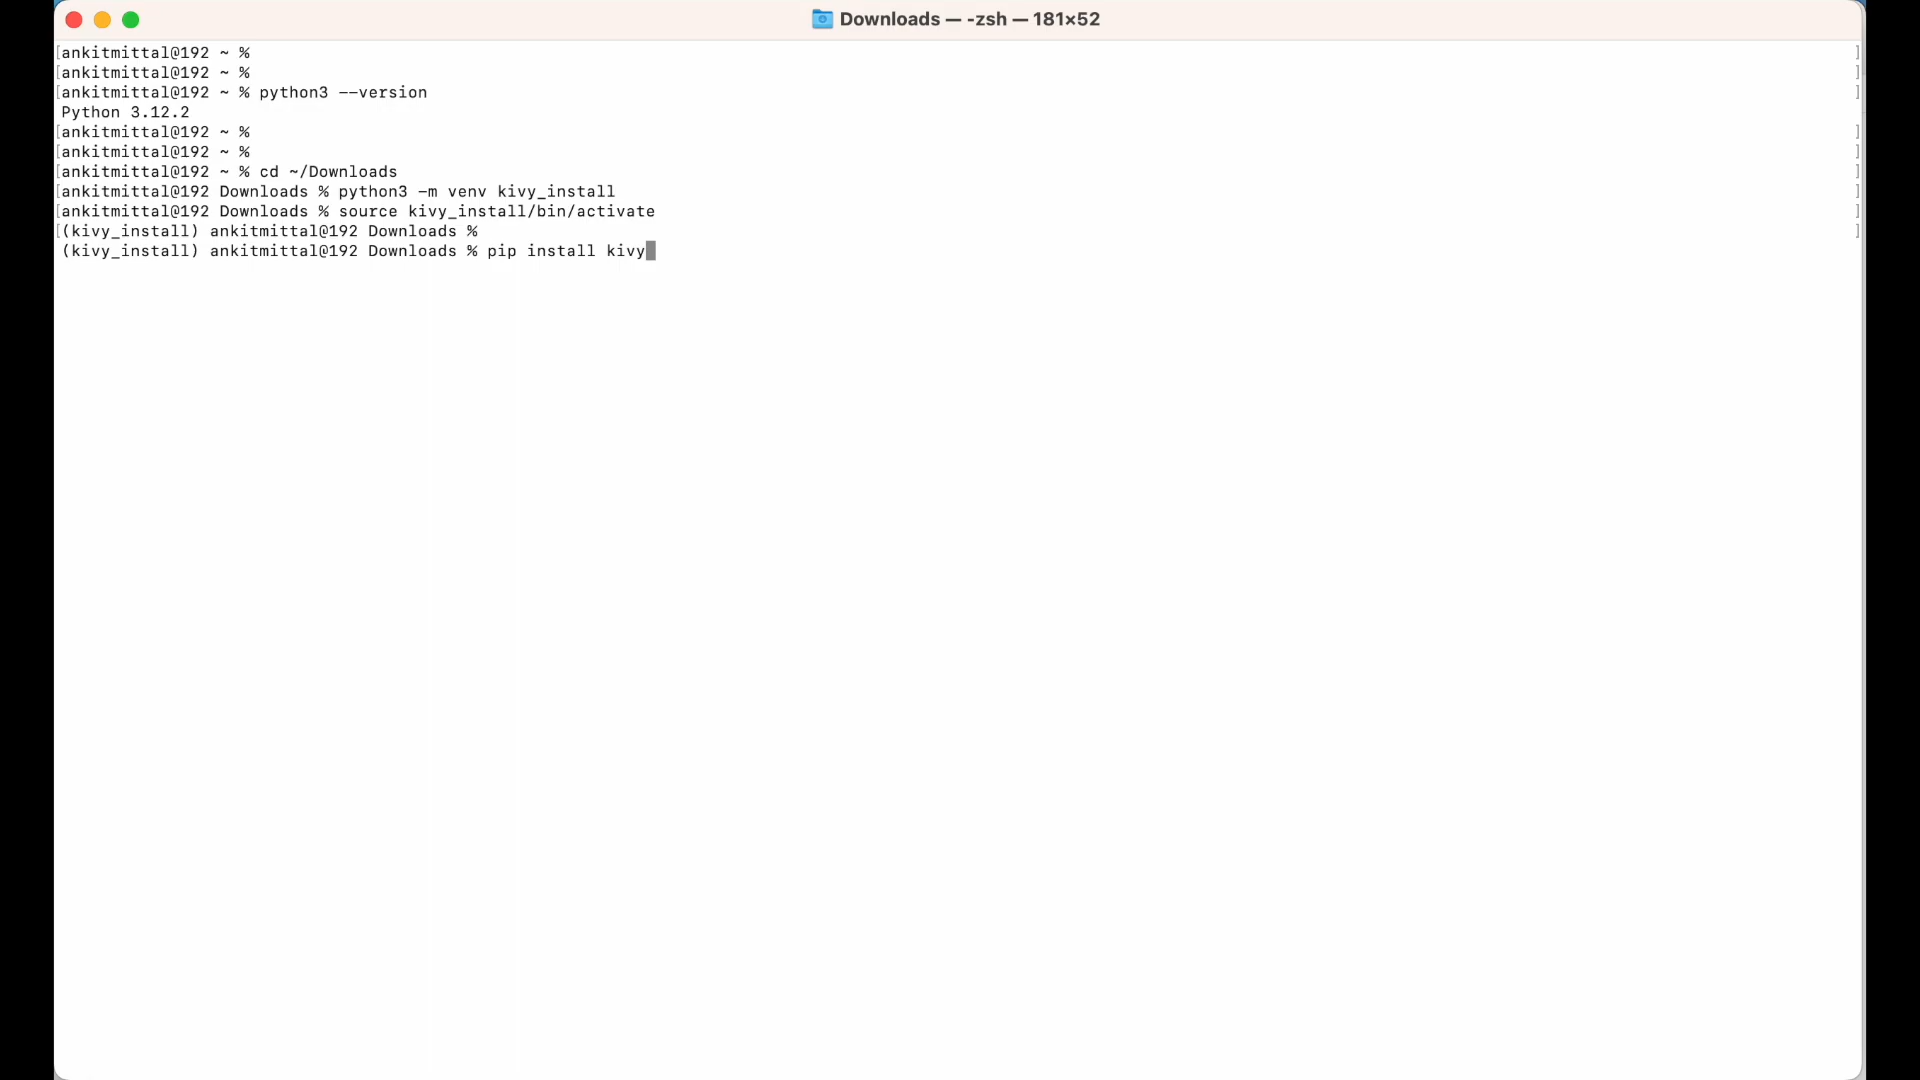 Downloads — -zsh — 181×52
[ankitmittal@192 ~ % ]
[ankitmittal@192 ~ % ]
[ankitmittal@192 ~ % python3 --version ]
Python 3.12.2
[ankitmittal@192 ~ % ]
[ankitmittal@192 ~ % ]
[ankitmittal@192 ~ % cd ~/Downloads ]
[ankitmittal@192 Downloads % python3 -m venv kivy_install ]
[ankitmittal@192 Downloads % source kivy_install/bin/activate ]
[(kivy_install) ankitmittal@192 Downloads % ]
(kivy_install) ankitmittal@192 Downloads % pip install kivy